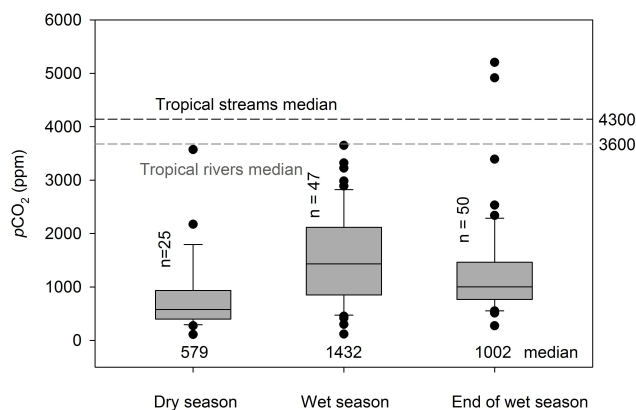 6000
5000
4000
3000
2000
1000
0
pCO2 (ppm)
Tropical streams median
4300
3600
Tropical rivers median
n=25
n = 47
n = 50
579 1432 1002 median
Dry season Wet season End of wet season